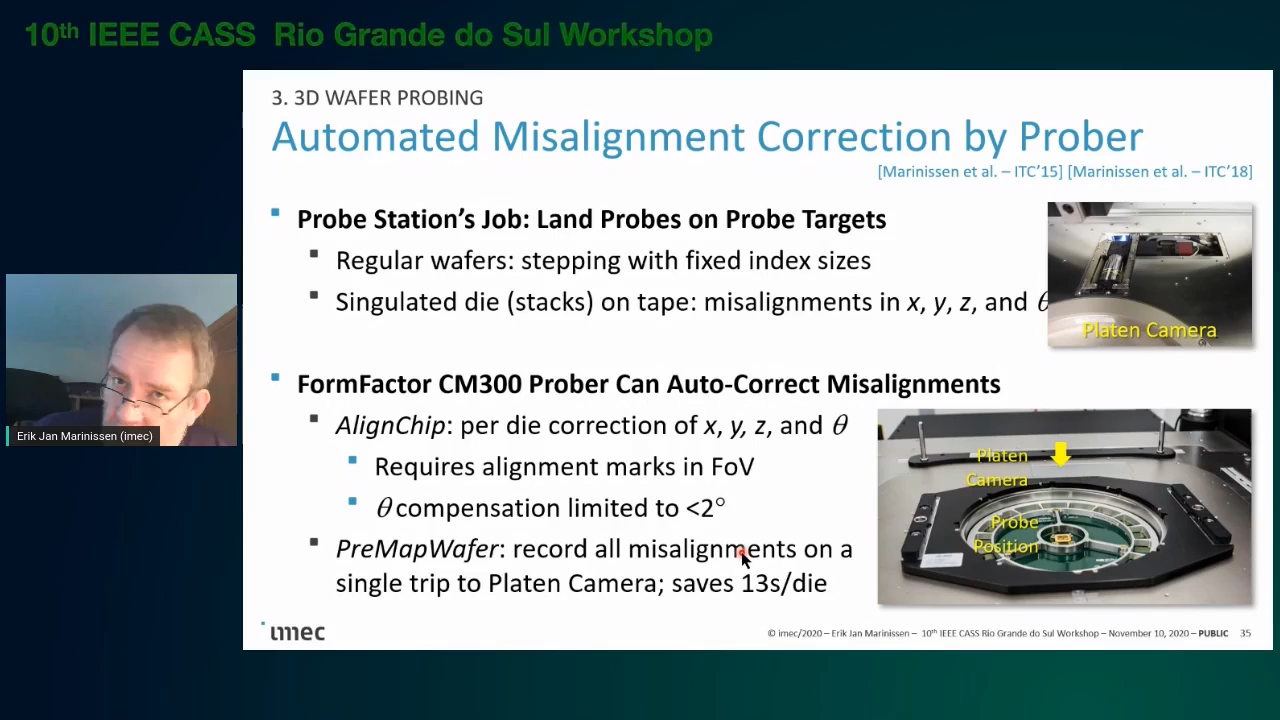 10th IEEE CASS Rio Grande do Sul Workshop
3. 3D WAFER PROBING
Automated Misalignment Correction by Prober
[Marinissen et al. – ITC'15] [Marinissen et al. – ITC'18]
Probe Station's Job: Land Probes on Probe Targets
Regular wafers: stepping with fixed index sizes
Singulated die (stacks) on tape: misalignments in x, y, z, and θ
Platen Camera
FormFactor CM300 Prober Can Auto-Correct Misalignments
AlignChip: per die correction of x, y, z, and θ
Requires alignment marks in FoV
θ compensation limited to <2°
PreMapWafer: record all misalignments on a
single trip to Platen Camera; saves 13s/die
Platen
Camera
Probe
Position
Erik Jan Marinissen (imec)
imec
© imec/2020 – Erik Jan Marinissen – 10th IEEE CASS Rio Grande do Sul Workshop – November 10, 2020 – PUBLIC 35